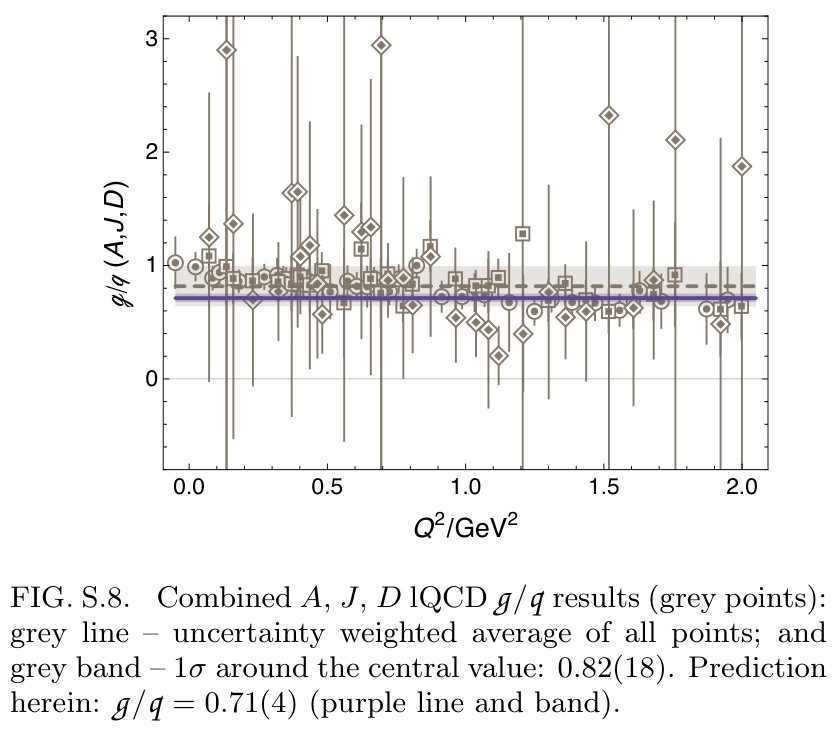 3
2
1
0
g/q (A,J,D)
0.0 0.5 1.0 1.5 2.0
Q²/GeV²
FIG. S.8. Combined A, J, D lQCD g/q results (grey points):
grey line – uncertainty weighted average of all points; and
grey band – 1σ around the central value: 0.82(18). Prediction
herein: g/q = 0.71(4) (purple line and band).